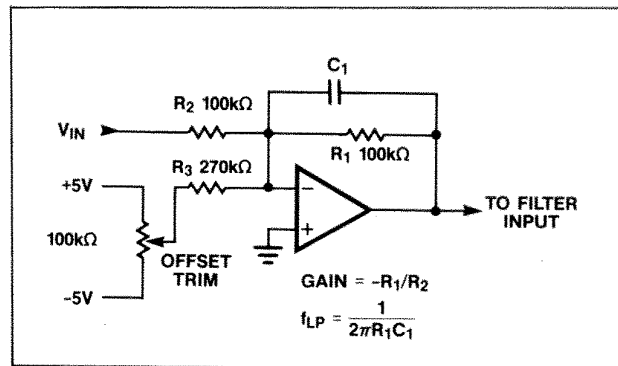 C1
R2 100kΩ
VIN
R1 100kΩ
R3 270kΩ
+5V
−
+
TO FILTER
INPUT
100kΩ
OFFSET
TRIM
−5V
GAIN = −R1/R2
fLP = 1
2πR1C1